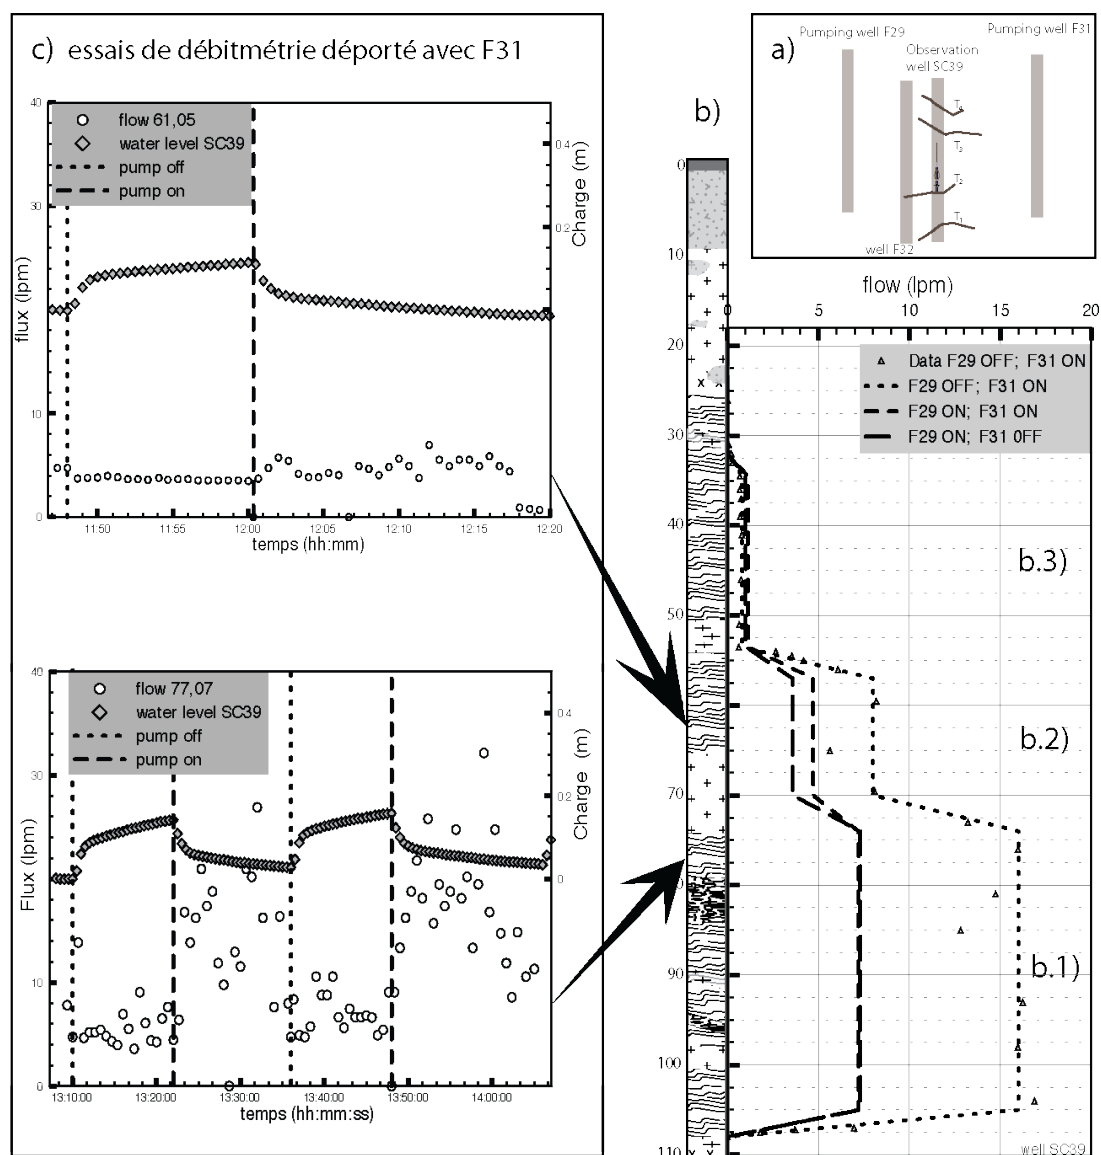 c) essais de débitmétrie déporté avec F31
40
30
10
0
flux (lpm)
flow 61,05
water level SC39
pump off
pump on
0.4
0.2
Charge (m)
11:50
11:55
12:00
12:05
12:10
12:15
12:20
temps (hh:mm)
40
30
10
0
Flux (lpm)
flow 77,07
water level SC39
pump off
pump on
0.4
0.2
0
Charge (m)
13:10:00
13:20:00
13:30:00
13:40:00
13:50:00
14:00:00
temps (hh:mm:ss)
a)
Pumping well F29
Observation
well SC39
Pumping well F31
T4
T3
T2
T1
well F32
b)
flow (lpm)
0
5
10
15
20
0
10
20
30
40
50
70
90
100
110
Data F29 OFF; F31 ON
F29 OFF; F31 ON
F29 ON; F31 ON
F29 ON; F31 0FF
b.3)
b.2)
b.1)
well SC39